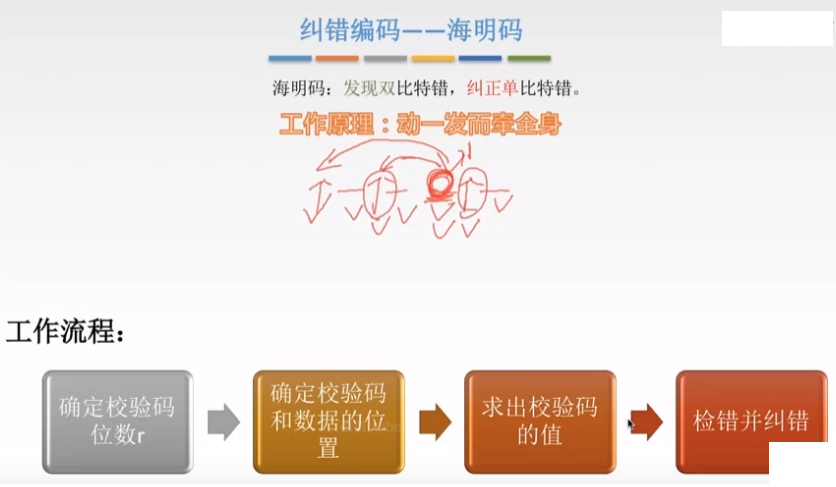 纠错编码——海明码
海明码：发现双比特错，纠正单比特错。
工作原理：动一发而牵全身
工作流程：
确定校验码
位数r
确定校验码
和数据的位
置
求出校验码
的值
检错并纠错